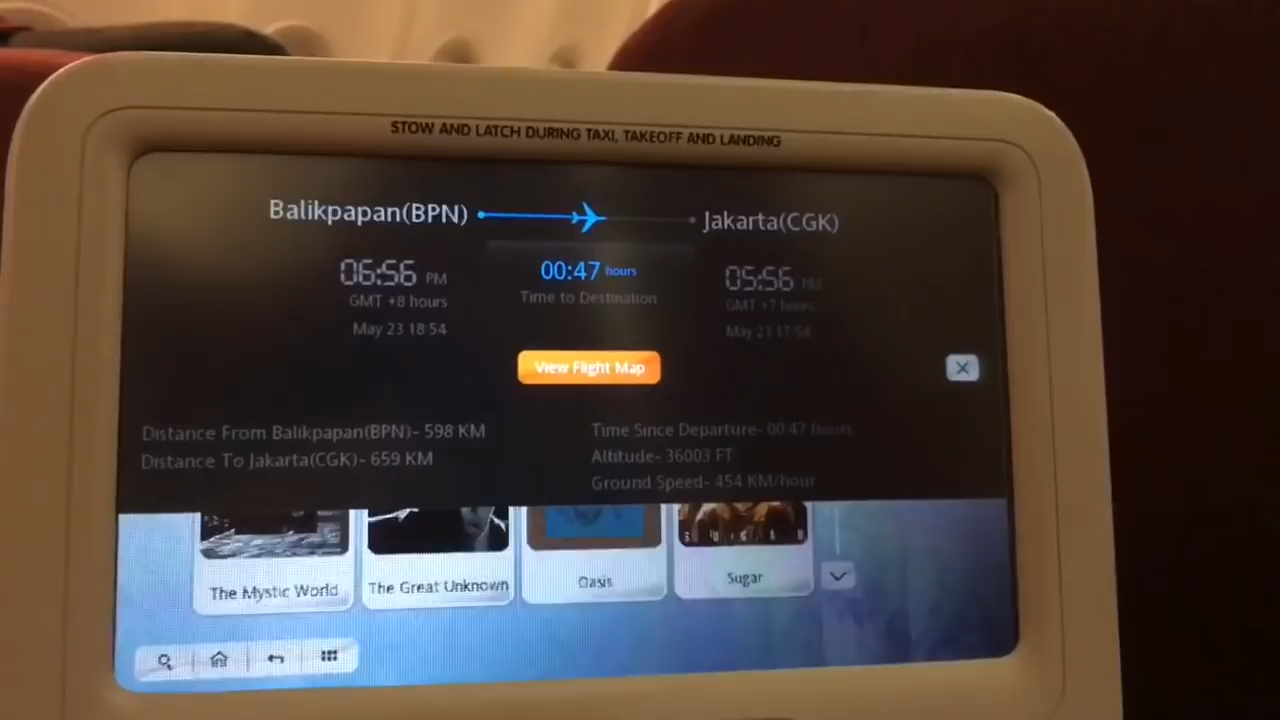 STOW AND LATCH DURING TAXI, TAKEOFF AND LANDING
Balikpapan(BPN)
Jakarta(CGK)
06:56 PM
00:47 hours
05:56 PM
GMT +8 hours
Time to Destination
GMT +7 hours
May 23 18:54
May 23 17:54
View Flight Map
Distance From Balikpapan(BPN)- 598 KM
Time Since Departure- 00:47 hours
Distance To Jakarta(CGK)- 659 KM
Altitude- 36003 FT
Ground Speed- 454 KM/hour
The Mystic World
The Great Unknown
Oasis
Sugar